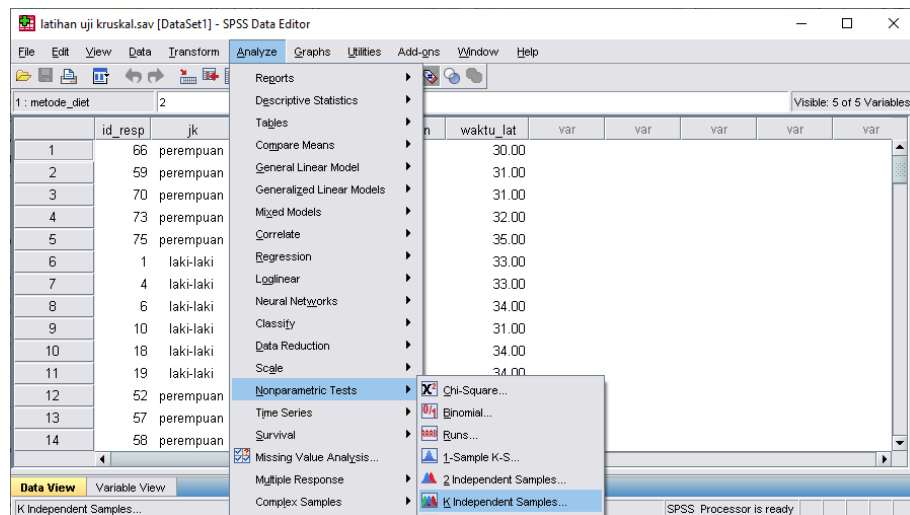 latihan uji kruskal.sav [DataSet1] - SPSS Data Editor
File Edit View Data Transform Analyze Graphs Utilities Add-ons Window Help
1 : metode_diet 2 Visible: 5 of 5 Variables
id_resp jk n waktu_lat var var var var var
1 66 perempuan 30.00
2 59 perempuan 31.00
3 70 perempuan 31.00
4 73 perempuan 32.00
5 75 perempuan 35.00
6 1 laki-laki 33.00
7 4 laki-laki 33.00
8 6 laki-laki 34.00
9 10 laki-laki 31.00
10 18 laki-laki 34.00
11 19 laki-laki 34.00
12 52 perempuan
13 57 perempuan
14 58 perempuan
Reports
Descriptive Statistics
Tables
Compare Means
General Linear Model
Generalized Linear Models
Mixed Models
Correlate
Regression
Loglinear
Neural Networks
Classify
Data Reduction
Scale
Nonparametric Tests
Time Series
Survival
Missing Value Analysis...
Multiple Response
Complex Samples
Chi-Square...
Binomial...
Runs...
1-Sample K-S...
2 Independent Samples...
K Independent Samples...
Data View Variable View
K Independent Samples... SPSS Processor is ready